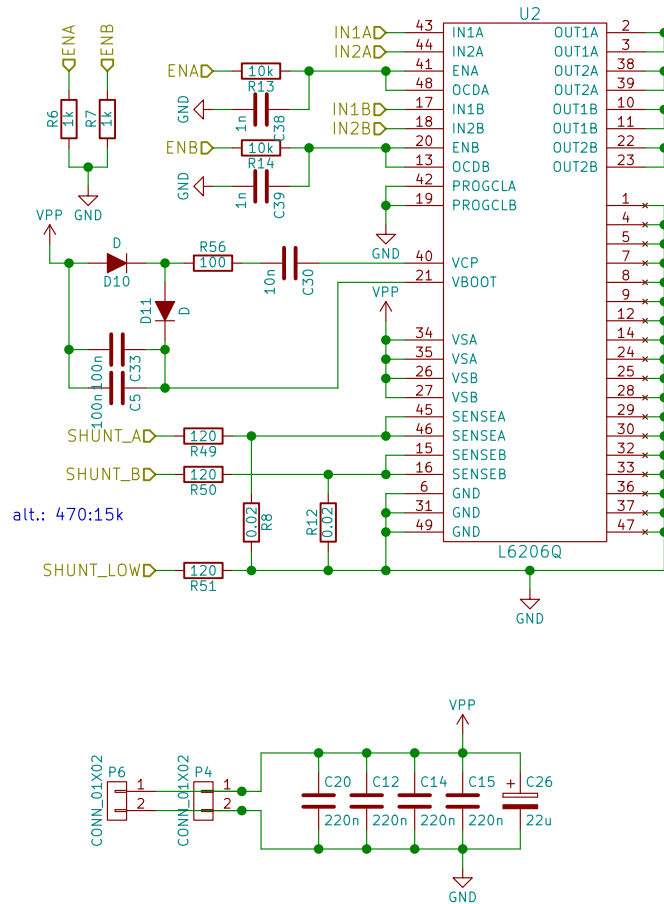 U2
ENA
ENB
R6
1k
R7
1k
GND
IN1A
IN2A
ENA
10k
R13
GND
1n
C38
IN1B
IN2B
ENB
10k
R14
GND
1n
C39
GND
43 IN1A OUT1A 2
44 IN2A OUT1A 3
41 ENA OUT2A 38
48 OCDA OUT2A 39
17 IN1B OUT1B 10
18 IN2B OUT1B 11
20 ENB OUT2B 22
13 OCDB OUT2B 23
42 PROGCLA
19 PROGCLB 1
4
5
40 VCP 7
21 VBOOT 8
9
12
34 VSA 14
35 VSA 24
26 VSB 25
27 VSB 28
45 SENSEA 29
46 SENSEA 30
15 SENSEB 32
16 SENSEB 33
6 GND 36
31 GND 37
49 GND 47
L6206Q
VPP
D
D10
R56
100
10n
C30
D11
D
VPP
100n
C33
100n
C5
SHUNT_A
120
R49
SHUNT_B
120
R50
alt.: 470:15k
0.02
R8
R12
0.02
SHUNT_LOW
120
R51
GND
VPP
P6
CONN_01X02
1
2
P4
CONN_01X02
1
2
C20
220n
C12
220n
C14
220n
C15
220n
+
C26
22u
GND